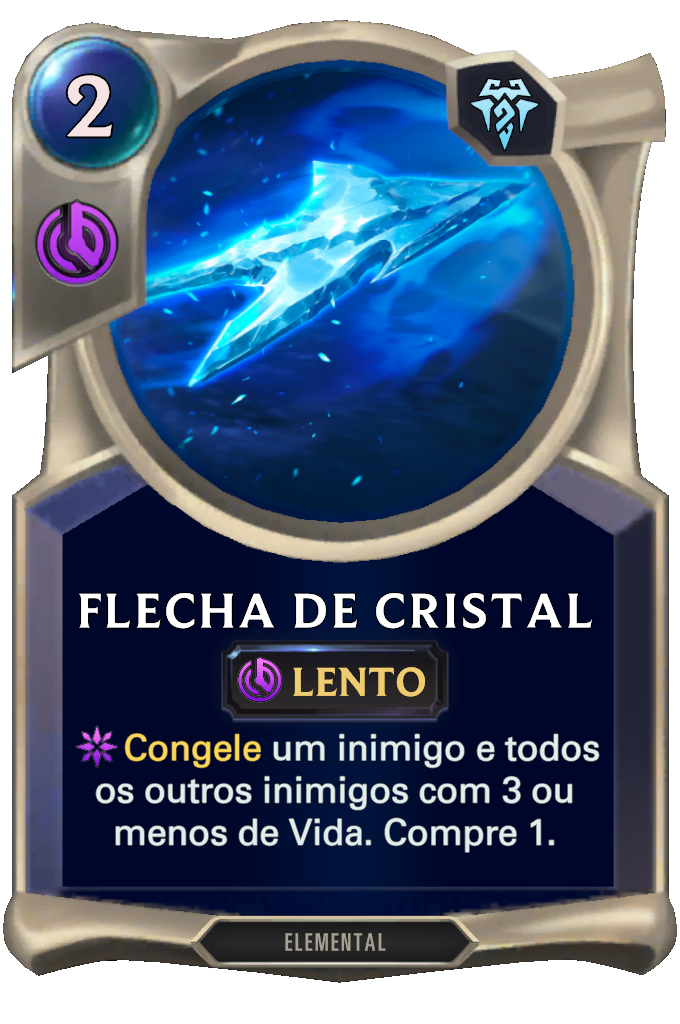 2
FLECHA DE CRISTAL
LENTO
Congele um inimigo e todos
os outros inimigos com 3 ou
menos de Vida. Compre 1.
ELEMENTAL